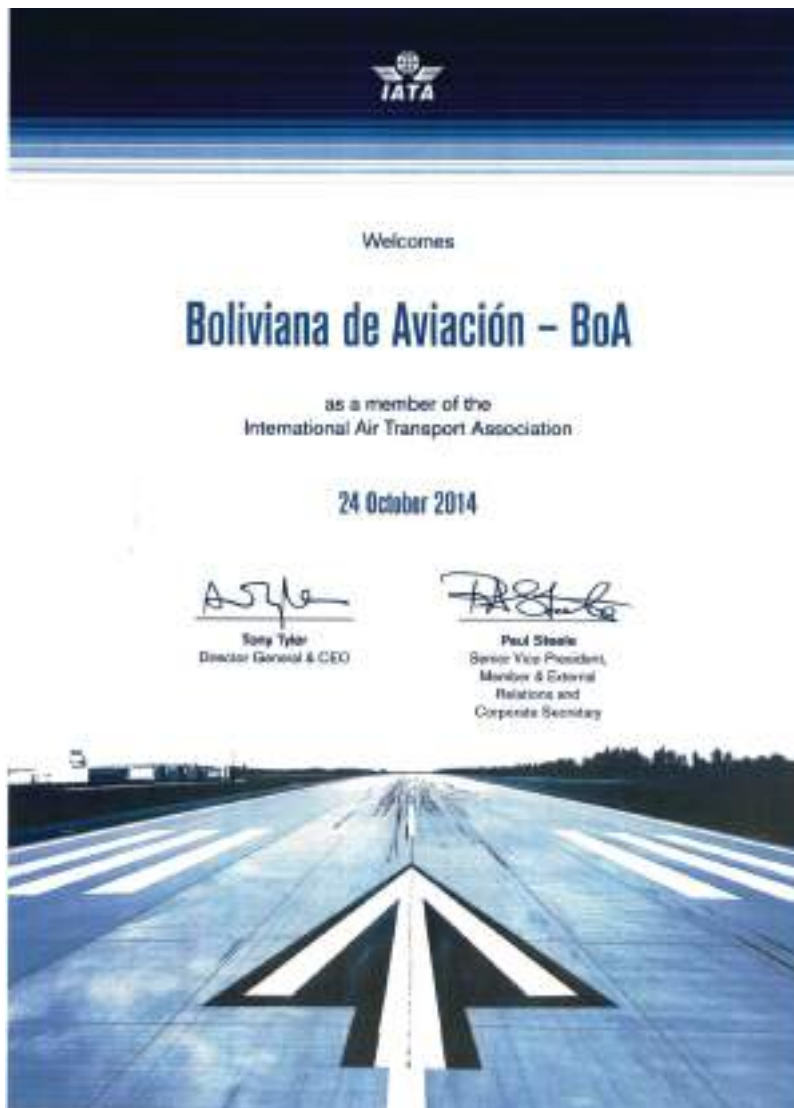 IATA
Welcomes
Boliviana de Aviación – BoA
as a member of the
International Air Transport Association
24 October 2014
Tony Tyler
Director General & CEO
Paul Steele
Senior Vice President,
Member & External
Relations and
Corporate Secretary